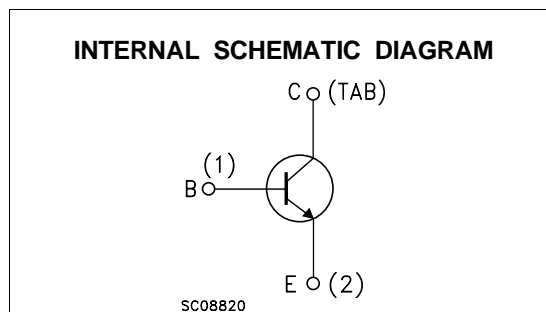 INTERNAL SCHEMATIC DIAGRAM
C (TAB)
(1)
B
E (2)
SC08820